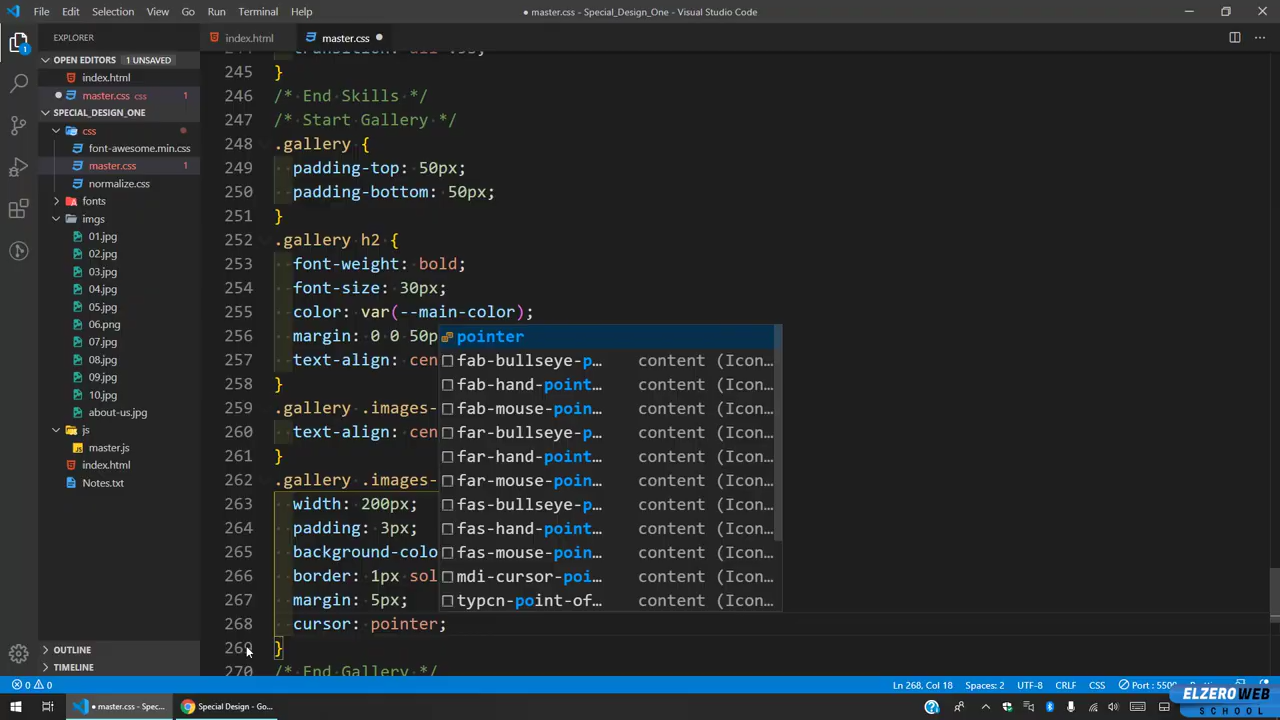 File Edit Selection View Go Run Terminal Help
● master.css - Special_Design_One - Visual Studio Code
EXPLORER
index.html
master.css
OPEN EDITORS 1 UNSAVED
index.html
master.css css 1
SPECIAL_DESIGN_ONE
css
font-awesome.min.css
master.css 1
normalize.css
fonts
imgs
01.jpg
02.jpg
03.jpg
04.jpg
05.jpg
06.png
07.jpg
08.jpg
09.jpg
10.jpg
about-us.jpg
js
master.js
index.html
Notes.txt
OUTLINE
TIMELINE
245 }
246 /* End Skills */
247 /* Start Gallery */
248 .gallery {
249 padding-top: 50px;
250 padding-bottom: 50px;
251 }
252 .gallery h2 {
253 font-weight: bold;
254 font-size: 30px;
255 color: var(--main-color);
256 margin: 0 0 50p
257 text-align: cen
258 }
259 .gallery .images-
260 text-align: cen
261 }
262 .gallery .images-
263 width: 200px;
264 padding: 3px;
265 background-colo
266 border: 1px sol
267 margin: 5px;
268 cursor: pointer;
269 }
270 /* End Gallery */
pointer
fab-bullseye-p… content (Icon…
fab-hand-point… content (Icon…
fab-mouse-poin… content (Icon…
far-bullseye-p… content (Icon…
far-hand-point… content (Icon…
far-mouse-poin… content (Icon…
fas-bullseye-p… content (Icon…
fas-hand-point… content (Icon…
fas-mouse-poin… content (Icon…
mdi-cursor-poi… content (Icon…
typcn-point-of… content (Icon…
0 0
Ln 268, Col 18 Spaces: 2 UTF-8 CRLF CSS Port : 5500
● master.css - Spec...
Special Design - Go...
ELZEROWEB
SCHOOL